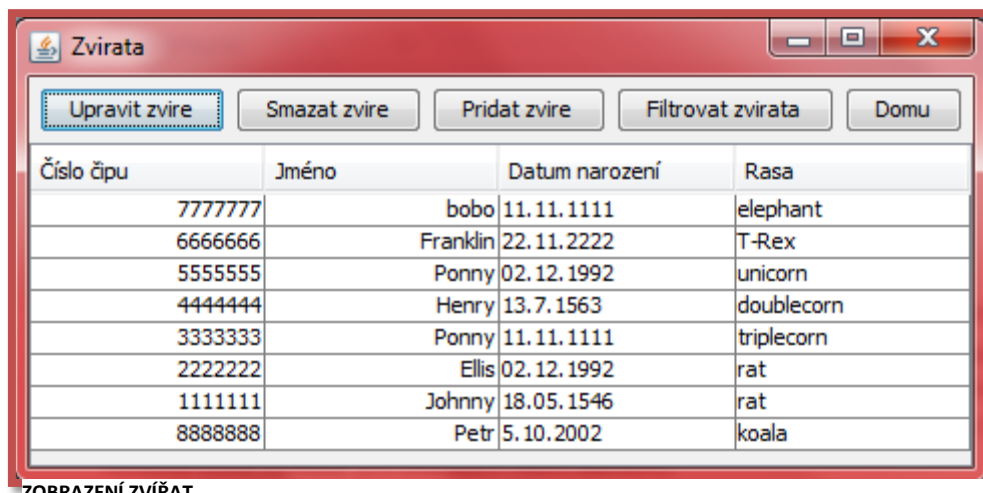 Zvirata
Upravit zvire Smazat zvire Pridat zvire Filtrovat zvirata Domu
Číslo čipu Jméno Datum narození Rasa
7777777 bobo 11.11.1111 elephant
6666666 Franklin 22.11.2222 T-Rex
5555555 Ponny 02.12.1992 unicorn
4444444 Henry 13.7.1563 doublecorn
3333333 Ponny 11.11.1111 triplecorn
2222222 Ellis 02.12.1992 rat
1111111 Johnny 18.05.1546 rat
8888888 Petr 5.10.2002 koala
ZOBRAZENÍ ZVÍŘAT